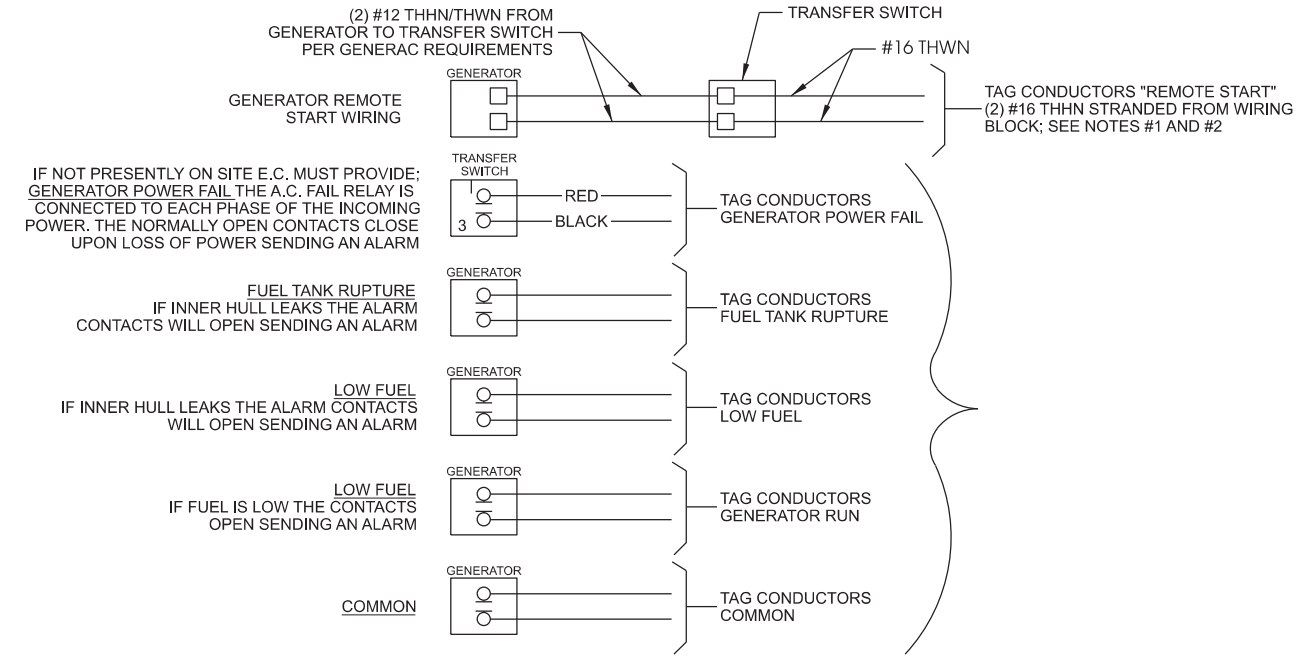 (2) #12 THHN/THWN FROM
GENERATOR TO TRANSFER SWITCH
PER GENERAC REQUIREMENTS
TRANSFER SWITCH
#16 THWN
GENERATOR
GENERATOR REMOTE
START WIRING
TAG CONDUCTORS "REMOTE START"
(2) #16 THHN STRANDED FROM WIRING
BLOCK; SEE NOTES #1 AND #2
IF NOT PRESENTLY ON SITE E.C. MUST PROVIDE;
GENERATOR POWER FAIL THE A.C. FAIL RELAY IS
CONNECTED TO EACH PHASE OF THE INCOMING
POWER. THE NORMALLY OPEN CONTACTS CLOSE
UPON LOSS OF POWER SENDING AN ALARM
TRANSFER
SWITCH
3
RED
BLACK
TAG CONDUCTORS
GENERATOR POWER FAIL
FUEL TANK RUPTURE
IF INNER HULL LEAKS THE ALARM
CONTACTS WILL OPEN SENDING AN ALARM
GENERATOR
TAG CONDUCTORS
FUEL TANK RUPTURE
LOW FUEL
IF INNER HULL LEAKS THE ALARM CONTACTS
WILL OPEN SENDING AN ALARM
GENERATOR
TAG CONDUCTORS
LOW FUEL
LOW FUEL
IF FUEL IS LOW THE CONTACTS
OPEN SENDING AN ALARM
GENERATOR
TAG CONDUCTORS
GENERATOR RUN
COMMON
GENERATOR
TAG CONDUCTORS
COMMON